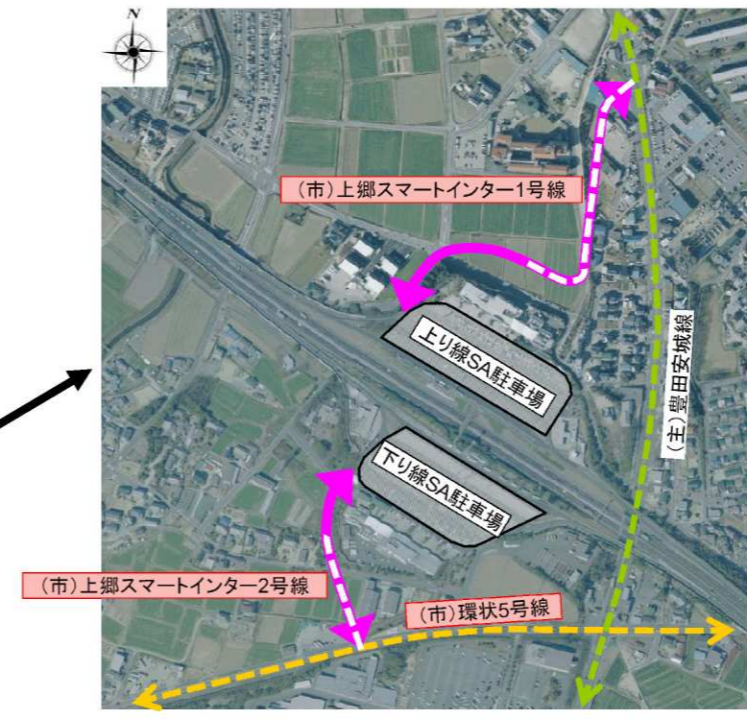 N
(市)上郷スマートインター1号線
上り線SA駐車場
(主)豊田安城線
下り線SA駐車場
(市)上郷スマートインター2号線
(市)環状5号線